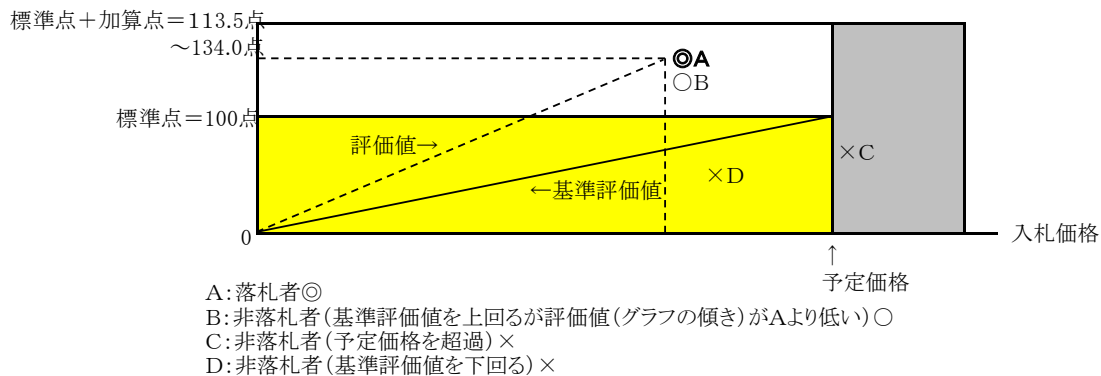 標準点＋加算点＝113.5点
～134.0点
◎A
○B
標準点＝100点
評価値→
×C
×D
←基準評価値
0
入札価格
↑
予定価格
A：落札者◎
B：非落札者（基準評価値を上回るが評価値（グラフの傾き）がAより低い）○
C：非落札者（予定価格を超過）×
D：非落札者（基準評価値を下回る）×